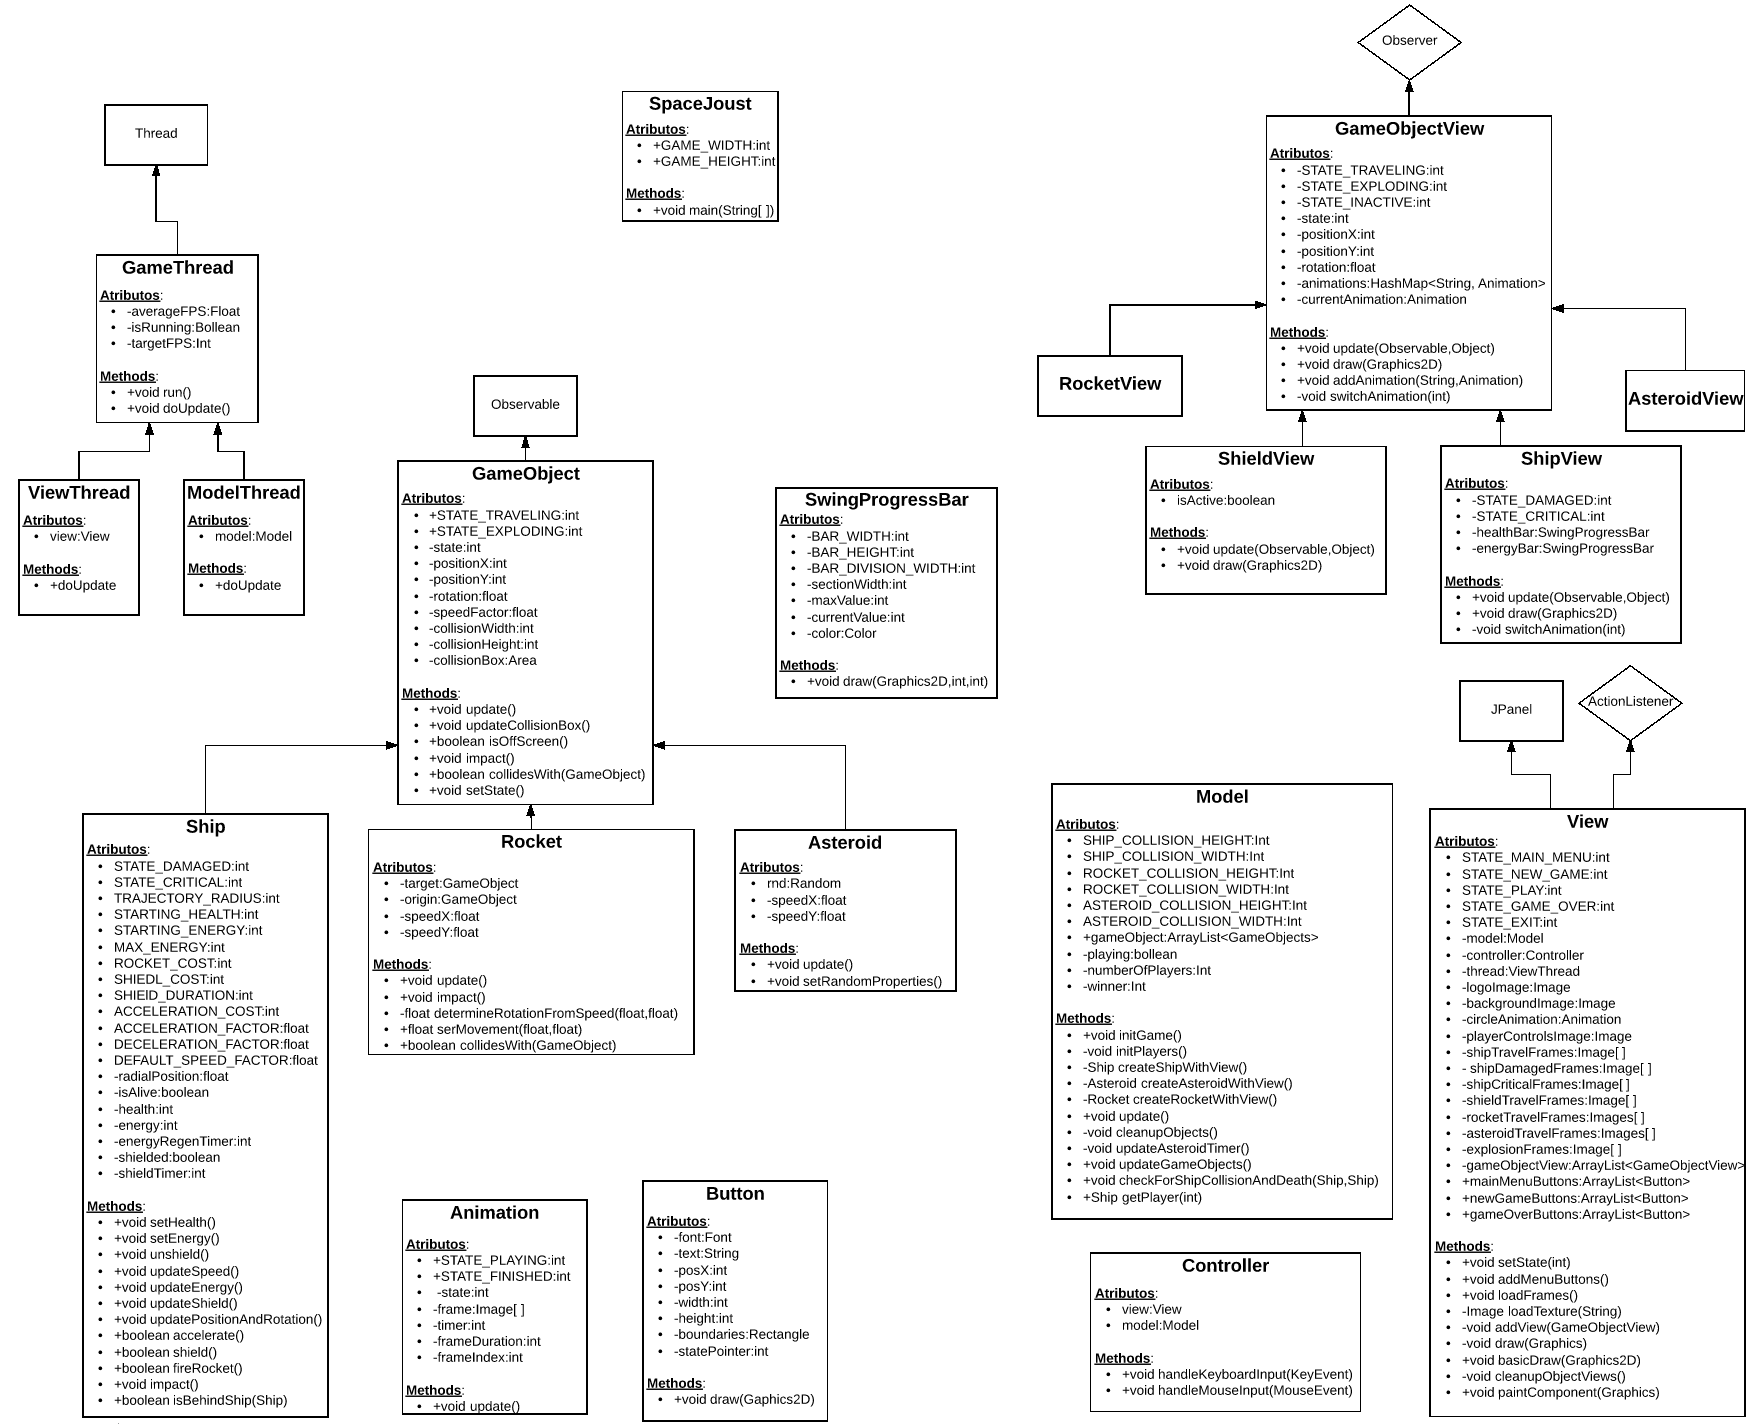 Observer
SpaceJoust
Atributos:
• +GAME_WIDTH:int
• +GAME_HEIGHT:int
Methods:
• +void main(String[ ])
Thread
GameThread
Atributos:
• -averageFPS:Float
• -isRunning:Bollean
• -targetFPS:Int
Methods:
• +void run()
• +void doUpdate()
ViewThread
Atributos:
• view:View
Methods:
• +doUpdate
ModelThread
Atributos:
• model:Model
Methods:
• +doUpdate
GameObjectView
Atributos:
• -STATE_TRAVELING:int
• -STATE_EXPLODING:int
• -STATE_INACTIVE:int
• -state:int
• -positionX:int
• -positionY:int
• -rotation:float
• -animations:HashMap<String, Animation>
• -currentAnimation:Animation
Methods:
• +void update(Observable,Object)
• +void draw(Graphics2D)
• +void addAnimation(String,Animation)
• -void switchAnimation(int)
RocketView
AsteroidView
ShieldView
Atributos:
• isActive:boolean
Methods:
• +void update(Observable,Object)
• +void draw(Graphics2D)
ShipView
Atributos:
• -STATE_DAMAGED:int
• -STATE_CRITICAL:int
• -healthBar:SwingProgressBar
• -energyBar:SwingProgressBar
Methods:
• +void update(Observable,Object)
• +void draw(Graphics2D)
• -void switchAnimation(int)
Observable
GameObject
Atributos:
• +STATE_TRAVELING:int
• +STATE_EXPLODING:int
• -state:int
• -positionX:int
• -positionY:int
• -rotation:float
• -speedFactor:float
• -collisionWidth:int
• -collisionHeight:int
• -collisionBox:Area
Methods:
• +void update()
• +void updateCollisionBox()
• +boolean isOffScreen()
• +void impact()
• +boolean collidesWith(GameObject)
• +void setState()
SwingProgressBar
Atributos:
• -BAR_WIDTH:int
• -BAR_HEIGHT:int
• -BAR_DIVISION_WIDTH:int
• -sectionWidth:int
• -maxValue:int
• -currentValue:int
• -color:Color
Methods:
• +void draw(Graphics2D,int,int)
JPanel
ActionListener
Ship
Atributos:
• STATE_DAMAGED:int
• STATE_CRITICAL:int
• TRAJECTORY_RADIUS:int
• STARTING_HEALTH:int
• STARTING_ENERGY:int
• MAX_ENERGY:int
• ROCKET_COST:int
• SHIEDL_COST:int
• SHIElD_DURATION:int
• ACCELERATION_COST:int
• ACCELERATION_FACTOR:float
• DECELERATION_FACTOR:float
• DEFAULT_SPEED_FACTOR:float
• -radialPosition:float
• -isAlive:boolean
• -health:int
• -energy:int
• -energyRegenTimer:int
• -shielded:boolean
• -shieldTimer:int
Methods:
• +void setHealth()
• +void setEnergy()
• +void unshield()
• +void updateSpeed()
• +void updateEnergy()
• +void updateShield()
• +void updatePositionAndRotation()
• +boolean accelerate()
• +boolean shield()
• +boolean fireRocket()
• +void impact()
• +boolean isBehindShip(Ship)
Rocket
Atributos:
• -target:GameObject
• -origin:GameObject
• -speedX:float
• -speedY:float
Methods:
• +void update()
• +void impact()
• -float determineRotationFromSpeed(float,float)
• +float serMovement(float,float)
• +boolean collidesWith(GameObject)
Asteroid
Atributos:
• rnd:Random
• -speedX:float
• -speedY:float
Methods:
• +void update()
• +void setRandomProperties()
Model
Atributos:
• SHIP_COLLISION_HEIGHT:Int
• SHIP_COLLISION_WIDTH:Int
• ROCKET_COLLISION_HEIGHT:Int
• ROCKET_COLLISION_WIDTH:Int
• ASTEROID_COLLISION_HEIGHT:Int
• ASTEROID_COLLISION_WIDTH:Int
• +gameObject:ArrayList<GameObjects>
• -playing:bollean
• -numberOfPlayers:Int
• -winner:Int
Methods:
• +void initGame()
• -void initPlayers()
• -Ship createShipWithView()
• -Asteroid createAsteroidWithView()
• -Rocket createRocketWithView()
• +void update()
• -void cleanupObjects()
• -void updateAsteroidTimer()
• +void updateGameObjects()
• +void checkForShipCollisionAndDeath(Ship,Ship)
• +Ship getPlayer(int)
View
Atributos:
• STATE_MAIN_MENU:int
• STATE_NEW_GAME:int
• STATE_PLAY:int
• STATE_GAME_OVER:int
• STATE_EXIT:int
• -model:Model
• -controller:Controller
• -thread:ViewThread
• -logoImage:Image
• -backgroundImage:Image
• -circleAnimation:Animation
• -playerControlsImage:Image
• -shipTravelFrames:Image[ ]
• - shipDamagedFrames:Image[ ]
• -shipCriticalFrames:Image[ ]
• -shieldTravelFrames:Image[ ]
• -rocketTravelFrames:Images[ ]
• -asteroidTravelFrames:Images[ ]
• -explosionFrames:Image[ ]
• -gameObjectView:ArrayList<GameObjectView>
• +mainMenuButtons:ArrayList<Button>
• +newGameButtons:ArrayList<Button>
• +gameOverButtons:ArrayList<Button>
Methods:
• +void setState(int)
• +void addMenuButtons()
• +void loadFrames()
• -Image loadTexture(String)
• -void addView(GameObjectView)
• -void draw(Graphics)
• +void basicDraw(Graphics2D)
• -void cleanupObjectViews()
• +void paintComponent(Graphics)
Animation
Atributos:
• +STATE_PLAYING:int
• +STATE_FINISHED:int
• -state:int
• -frame:Image[ ]
• -timer:int
• -frameDuration:int
• -frameIndex:int
Methods:
• +void update()
Button
Atributos:
• -font:Font
• -text:String
• -posX:int
• -posY:int
• -width:int
• -height:int
• -boundaries:Rectangle
• -statePointer:int
Methods:
• +void draw(Gaphics2D)
Controller
Atributos:
• view:View
• model:Model
Methods:
• +void handleKeyboardInput(KeyEvent)
• +void handleMouseInput(MouseEvent)